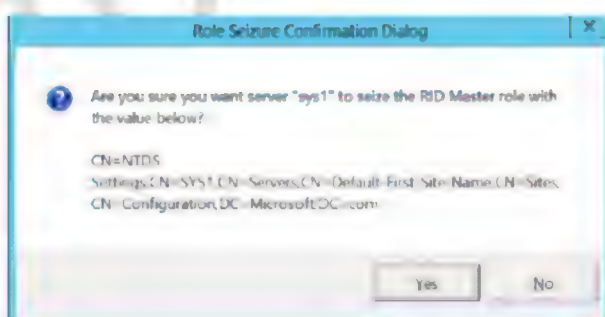 Role Seizure Confirmation Dialog
Are you sure you want server "sys1" to seize the RID Master role with
the value below?
CN=NTDS
Settings,CN=SYS1,CN=Servers,CN=Default-First-Site-Name,CN=Sites,
CN=Configuration,DC=Microsoft,DC=com
Yes
No